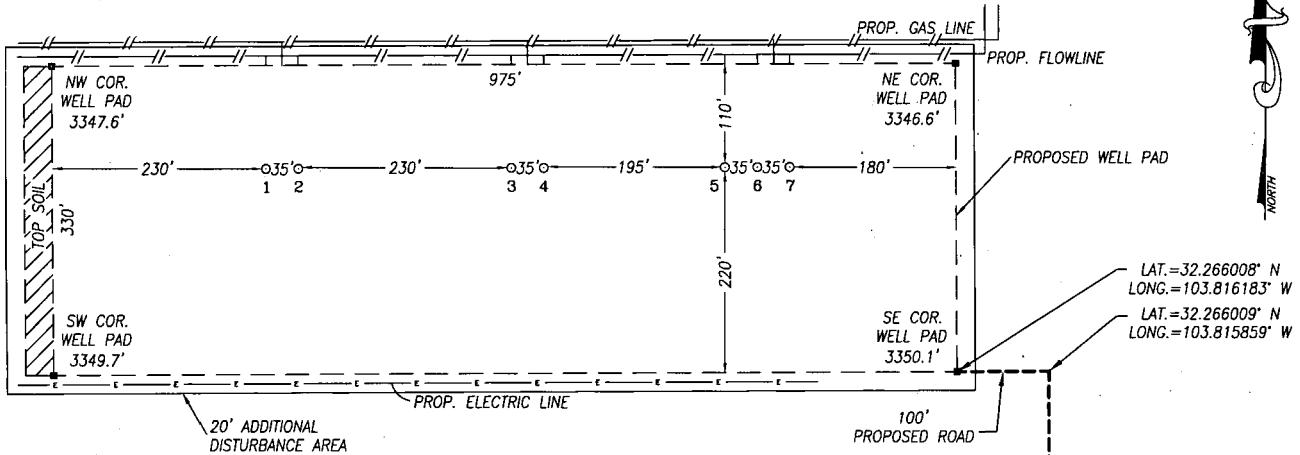 PROP. GAS LINE
PROP. FLOWLINE
975'
NW COR.
WELL PAD
3347.6'
NE COR.
WELL PAD
3346.6'
110'
PROPOSED WELL PAD
230' 35' 230' 35' 195' 35' 35' 180'
1 2 3 4 5 6 7
TOP SOIL
330'
220'
NORTH
LAT.=32.266008° N
LONG.=103.816183° W
LAT.=32.266009° N
LONG.=103.815859° W
SW COR.
WELL PAD
3349.7'
SE COR.
WELL PAD
3350.1'
E E E E E E E E E E E E E
PROP. ELECTRIC LINE
20' ADDITIONAL
DISTURBANCE AREA
100'
PROPOSED ROAD